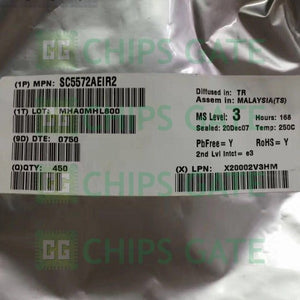 CHIPS GATE
(1P) MPN: SC5572AEIR2
Diffused in: TR
Assem in: MALAYSIA(TS)
(1T) LOT: MHA0MHL800
MS Level: 3 Hours: 168
Sealed: 20Dec07 Temp: 250C
(9D) DTE: 0750
PbFree= Y RoHS= Y
2nd Lvl Intct= e3
(Q)QTY: 450
(X) LPN: X20002V3HM
CHIPS GATE